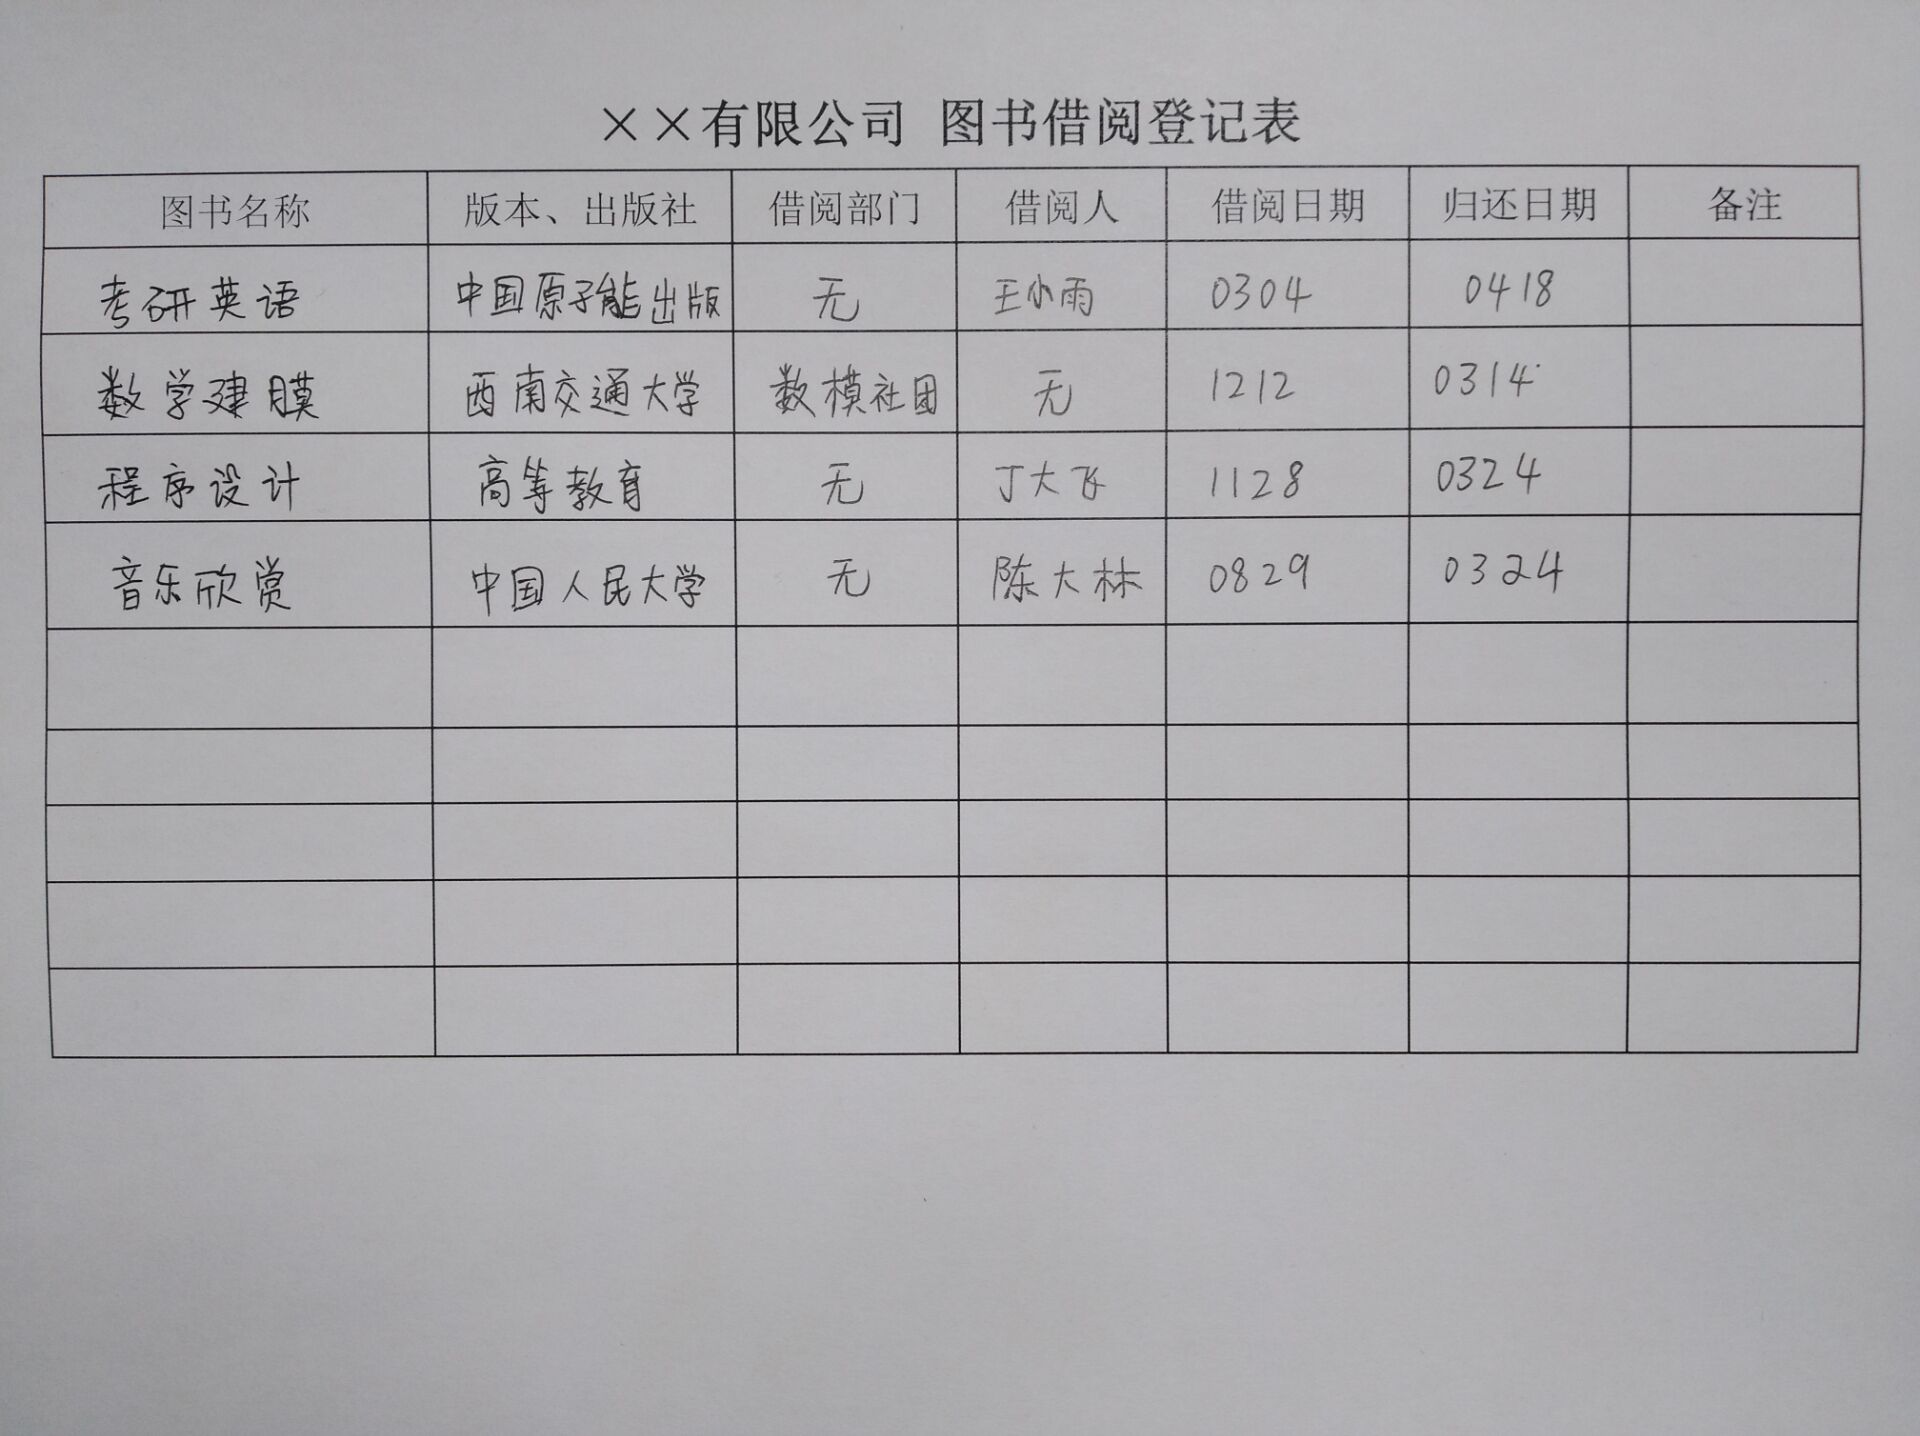 ××有限公司 图书借阅登记表
图书名称 版本、出版社 借阅部门 借阅人 借阅日期 归还日期 备注
考研英语 中国原子能出版 无 王小雨 0304 0418
数学建膜 西南交通大学 数模社团 无 1212 0314
程序设计 高等教育 无 丁大飞 1128 0324
音乐欣赏 中国人民大学 无 陈大林 0829 0324